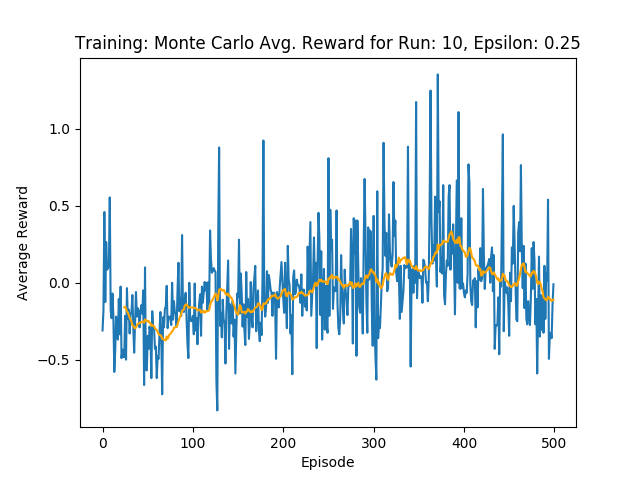 Training: Monte Carlo Avg. Reward for Run: 10, Epsilon: 0.25
Average Reward
1.0
0.5
0.0
−0.5
0 100 200 300 400 500
Episode